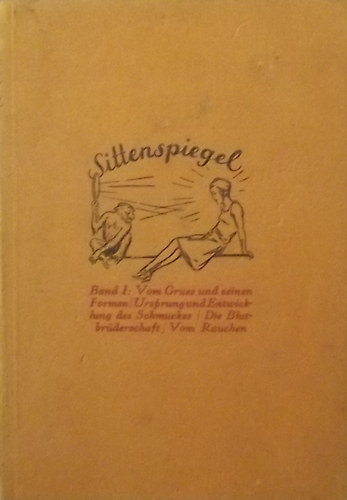 Sittenspiegel
Band I: Vom Gruss und seinen
Formen / Ursprung und Entwick-
lung des Schmuckes / Die Blut-
brüderschaft / Vom Rauchen